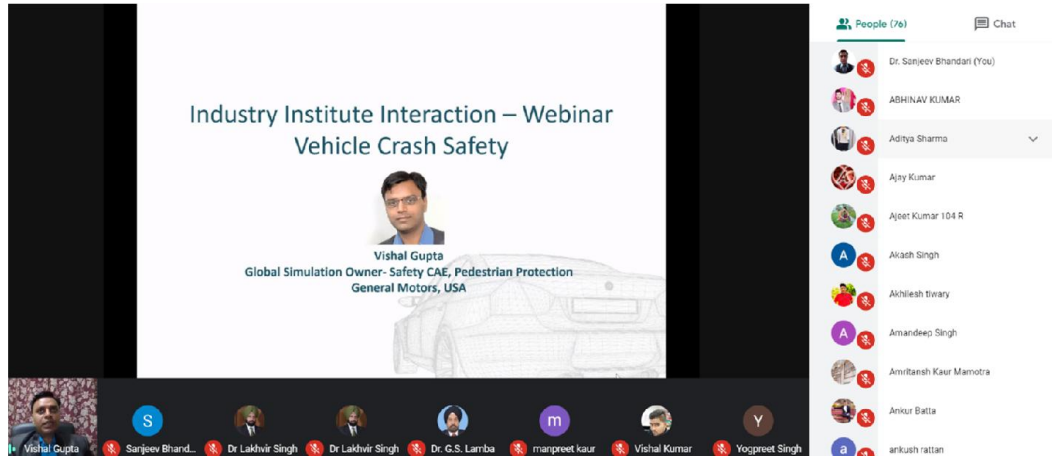 Industry Institute Interaction – Webinar
Vehicle Crash Safety
Vishal Gupta
Global Simulation Owner- Safety CAE, Pedestrian Protection
General Motors, USA
Vishal Gupta
S
Sanjeev Bhand...
Dr Lakhvir Singh
Dr Lakhvir Singh
Dr. G.S. Lamba
m
manpreet kaur
Vishal Kumar
Y
Yogpreet Singh
People (76)
Chat
Dr. Sanjeev Bhandari (You)
ABHINAV KUMAR
Aditya Sharma
Ajay Kumar
Ajeet Kumar 104 R
A
Akash Singh
Akhilesh tiwary
A
Amandeep Singh
Amritansh Kaur Mamotra
Ankur Batta
a
ankush rattan